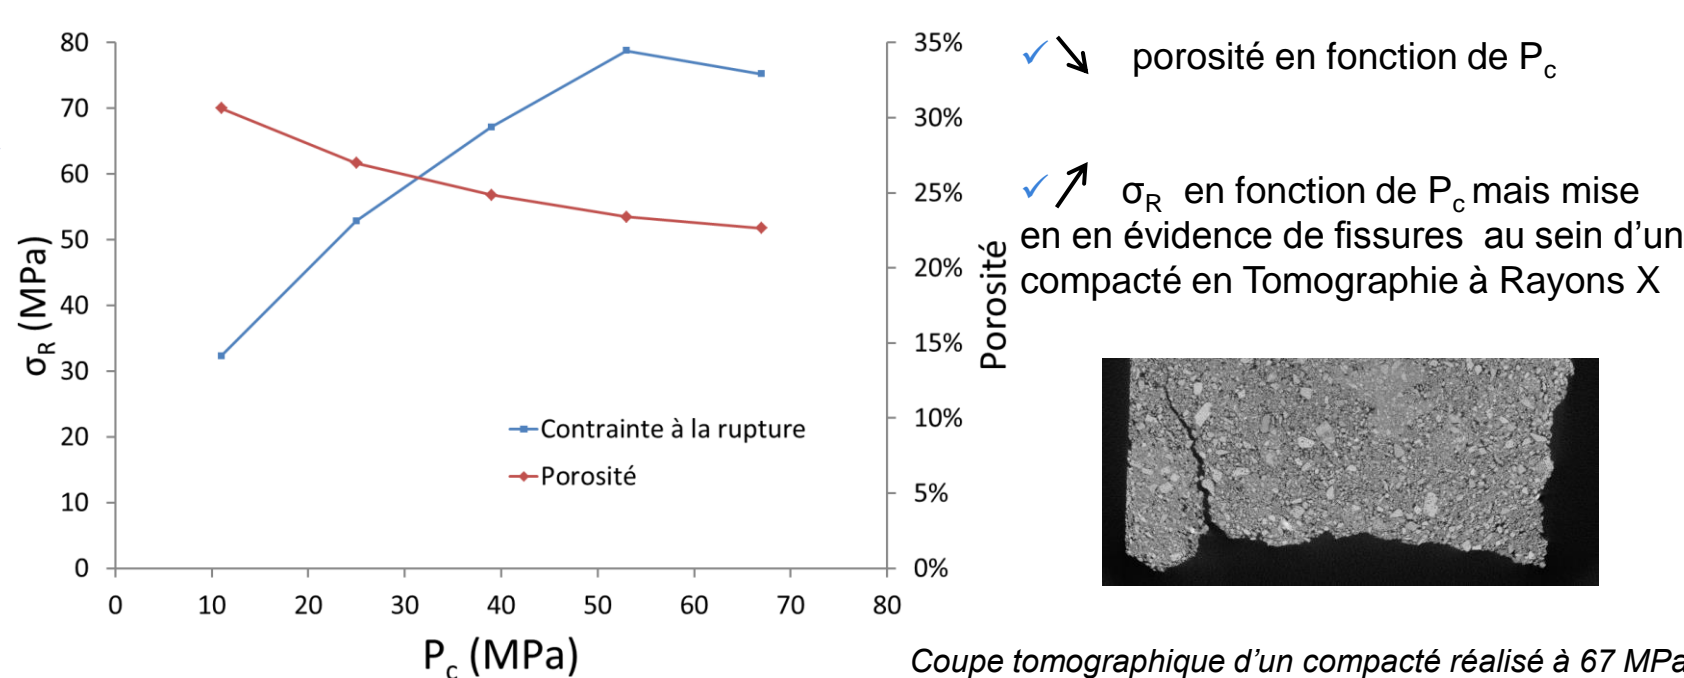 80
70
60
50
40
30
20
10
0
σR (MPa)
35%
30%
25%
20%
15%
10%
5%
0%
Porosité
Contrainte à la rupture
Porosité
0 10 20 30 40 50 60 70 80
Pc (MPa)
✓ ↘ porosité en fonction de Pc
✓ ↗ σR en fonction de Pc mais mise
en en évidence de fissures au sein d’un
compacté en Tomographie à Rayons X
Coupe tomographique d’un compacté réalisé à 67 MPa